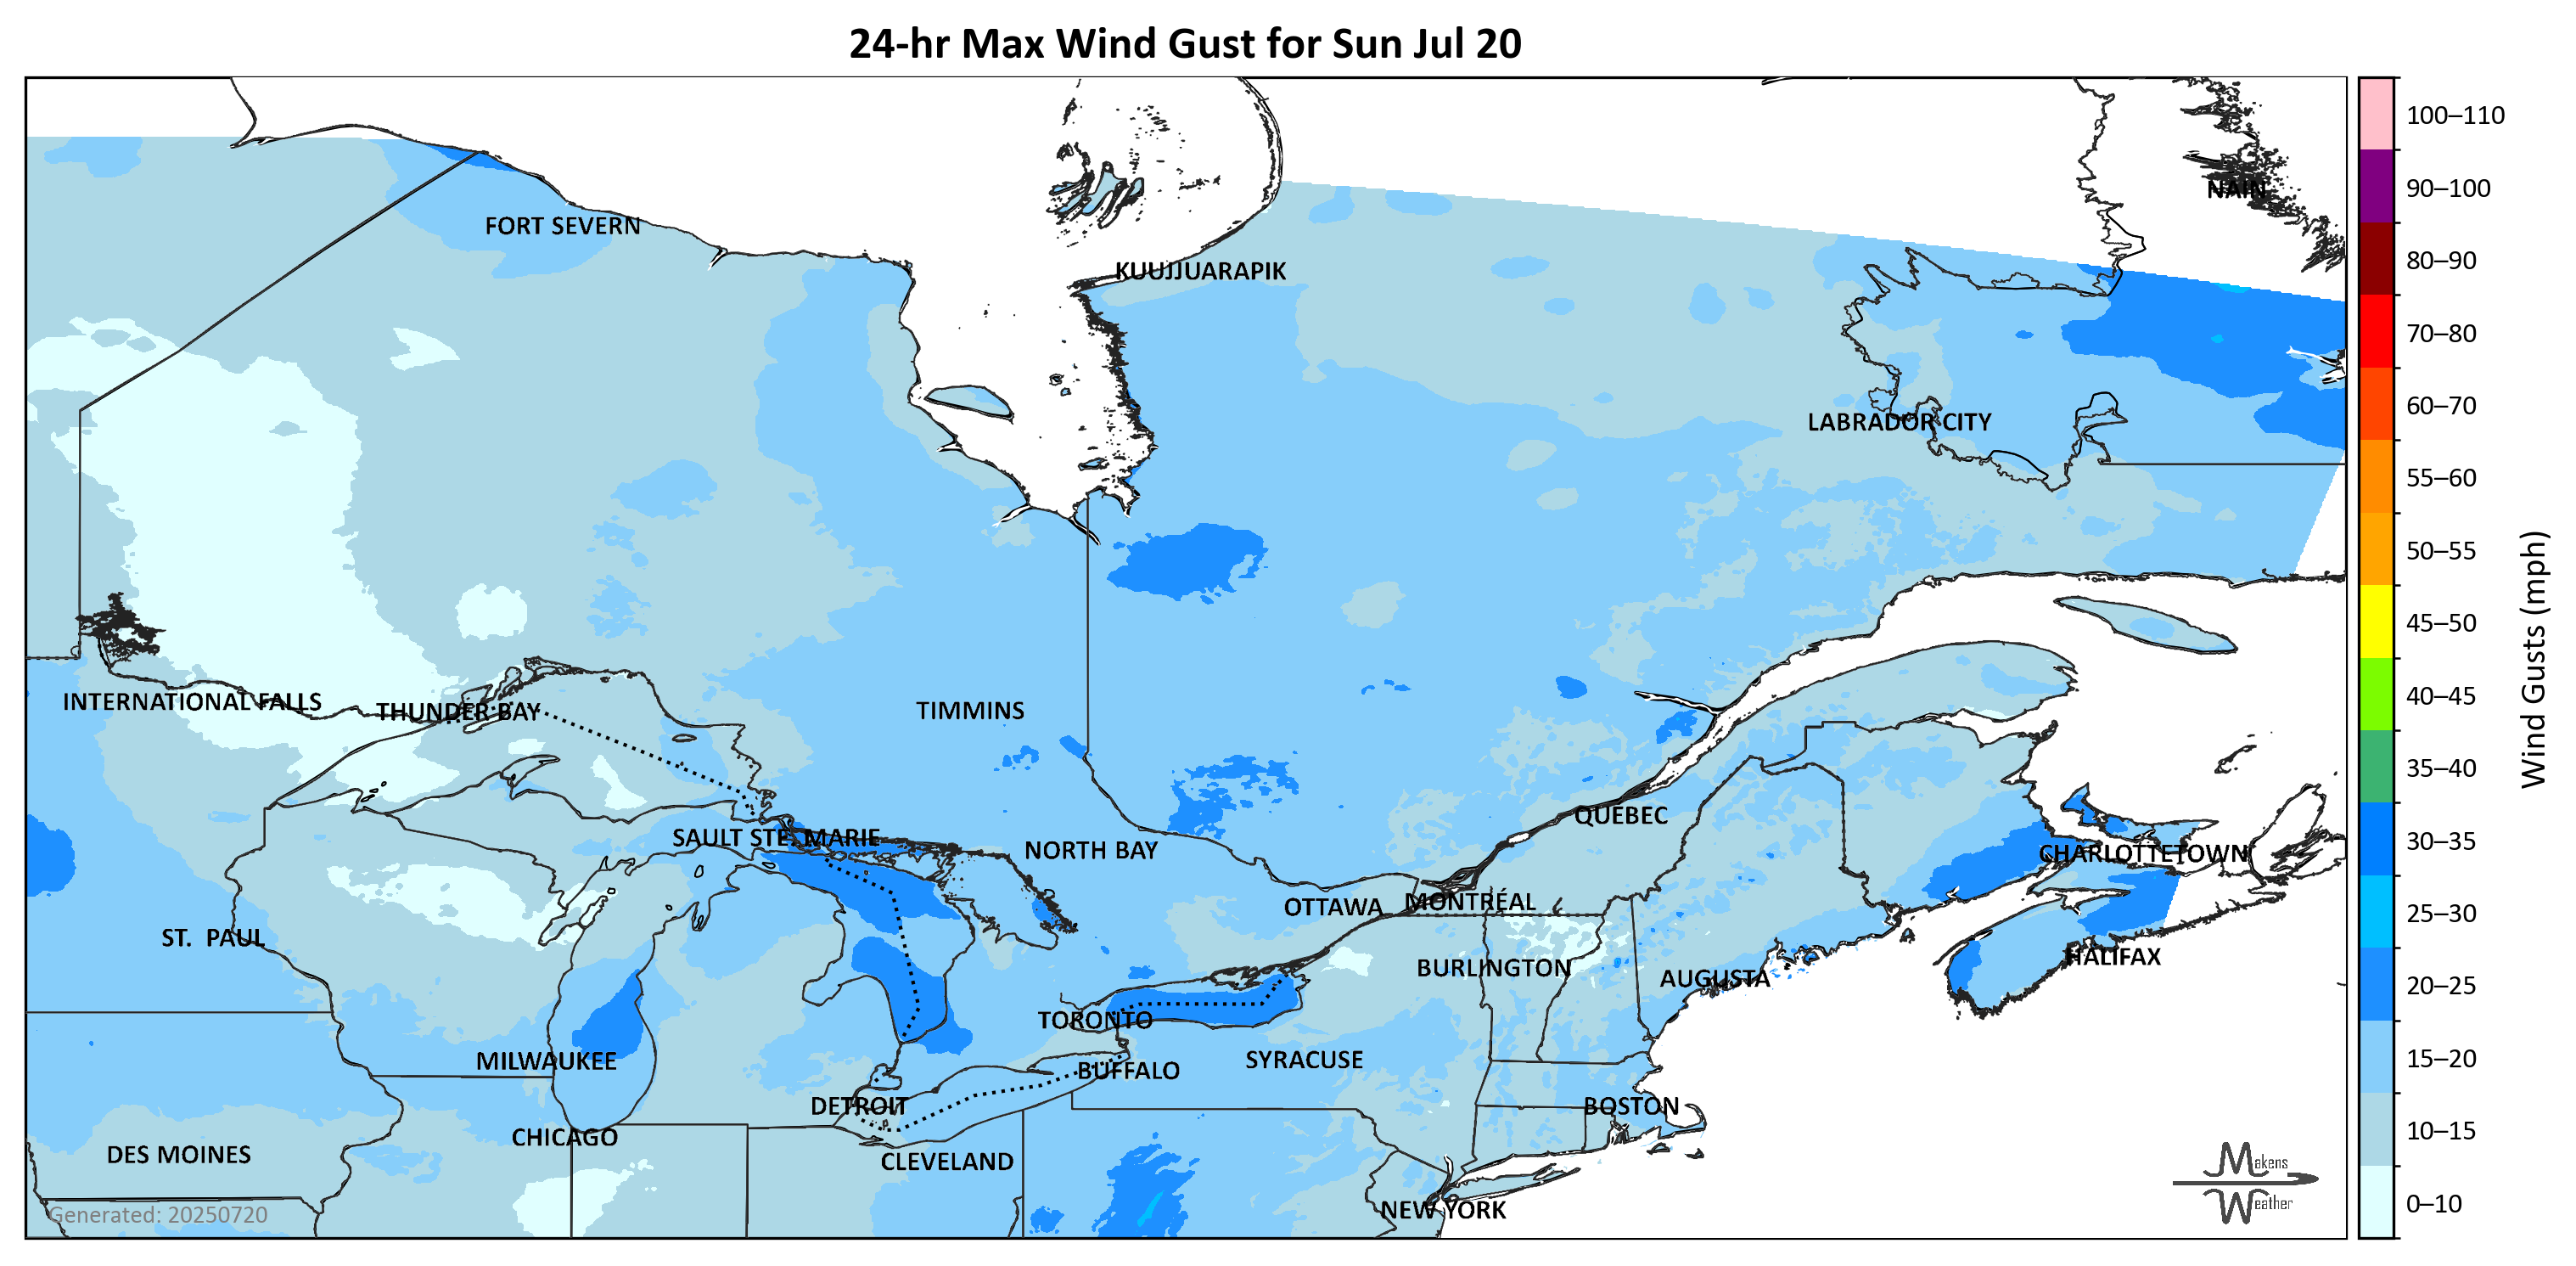 24-hr Max Wind Gust for Sun Jul 20
100–110
90–100
NAIN
FORT SEVERN
80–90
KUUJJUARAPIK
70–80
60–70
LABRADOR CITY
55–60
50–55
45–50
40–45
INTERNATIONAL FALLS
THUNDER BAY
TIMMINS
Wind Gusts (mph)
35–40
QUEBEC
SAULT STE. MARIE
30–35
NORTH BAY
CHARLOTTETOWN
MONTRÉAL
OTTAWA
25–30
ST. PAUL
HALIFAX
BURLINGTON
AUGUSTA
20–25
TORONTO
15–20
MILWAUKEE
SYRACUSE
BUFFALO
DETROIT
BOSTON
10–15
CHICAGO
DES MOINES
CLEVELAND
Makens
Weather
0–10
NEW YORK
Generated: 20250720